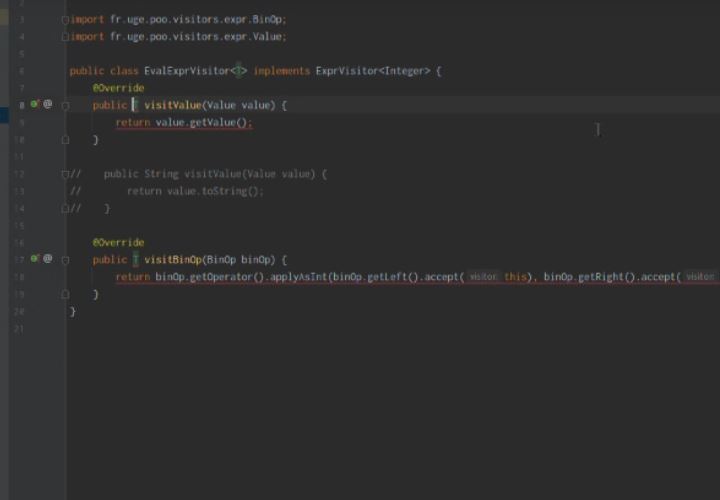 2
3 import fr.uge.poo.visitors.expr.BinOp;
4 import fr.uge.poo.visitors.expr.Value;
5
6 public class EvalExprVisitor<T> implements ExprVisitor<Integer> {
7 @Override
8 @ public T visitValue(Value value) {
9 return value.getValue();
10 }
11
12 // public String visitValue(Value value) {
13 // return value.toString();
14 // }
15
16 @Override
17 @ public T visitBinOp(BinOp binOp) {
18 return binOp.getOperator().applyAsInt(binOp.getLeft().accept( visitor: this), binOp.getRight().accept( visitor:
19 }
20 }
21